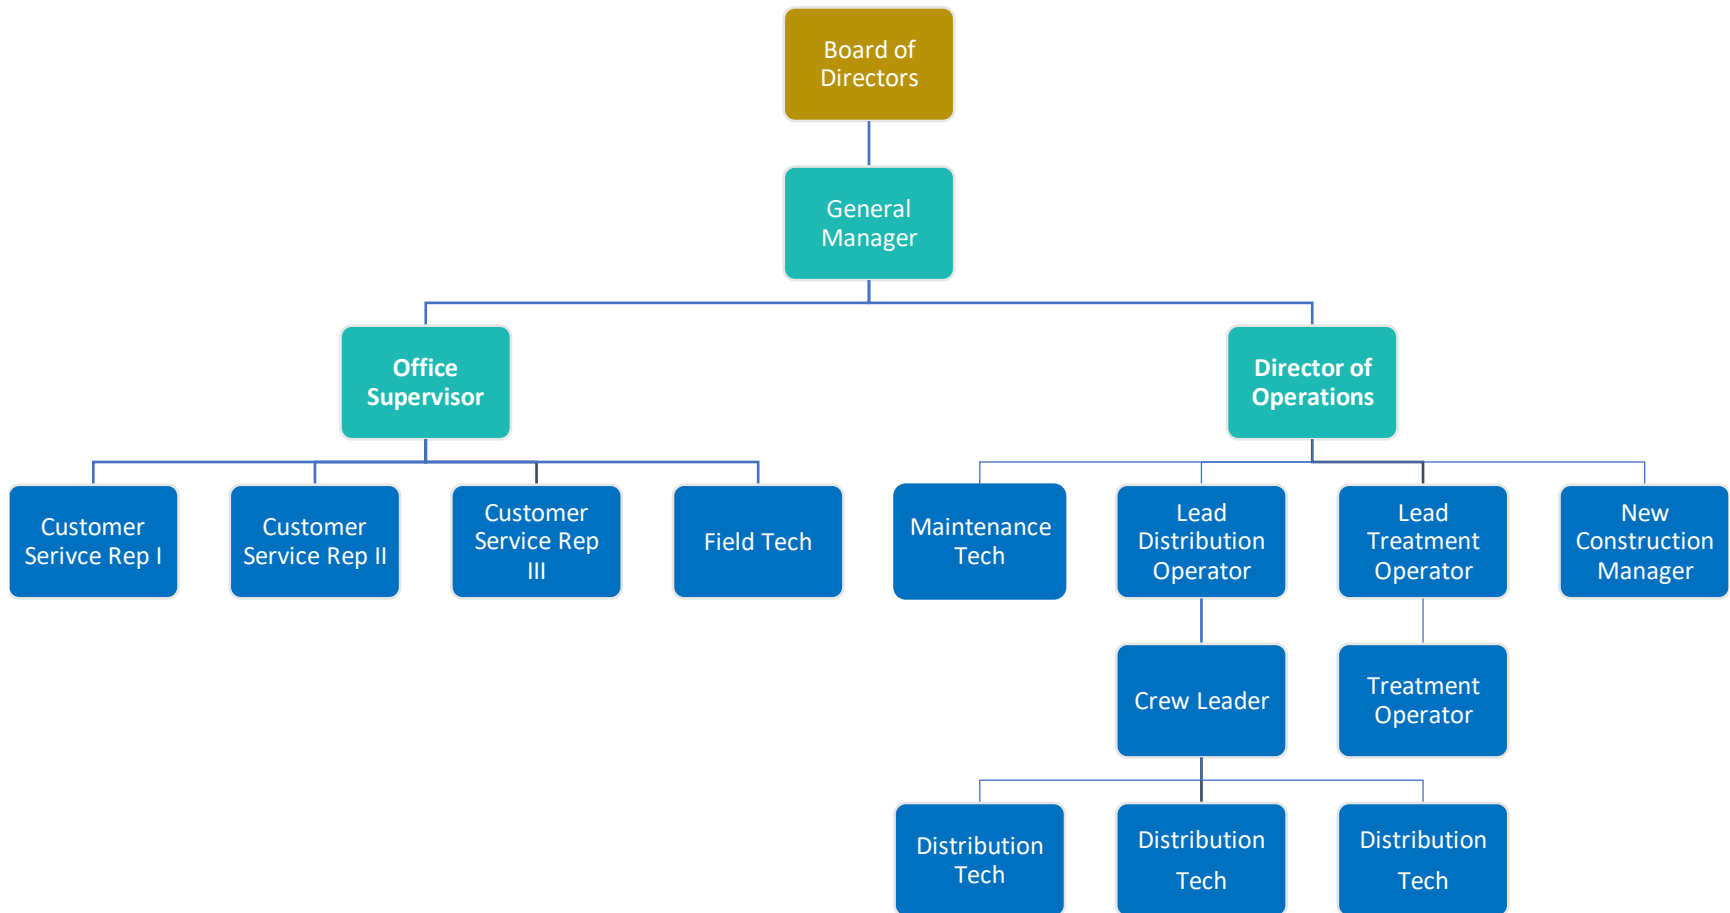 Board of
Directors
General
Manager
Office
Supervisor
Director of
Operations
Customer
Serivce Rep I
Customer
Service Rep II
Customer
Service Rep
III
Field Tech
Maintenance
Tech
Lead
Distribution
Operator
Lead
Treatment
Operator
New
Construction
Manager
Crew Leader
Treatment
Operator
Distribution
Tech
Distribution
Tech
Distribution
Tech